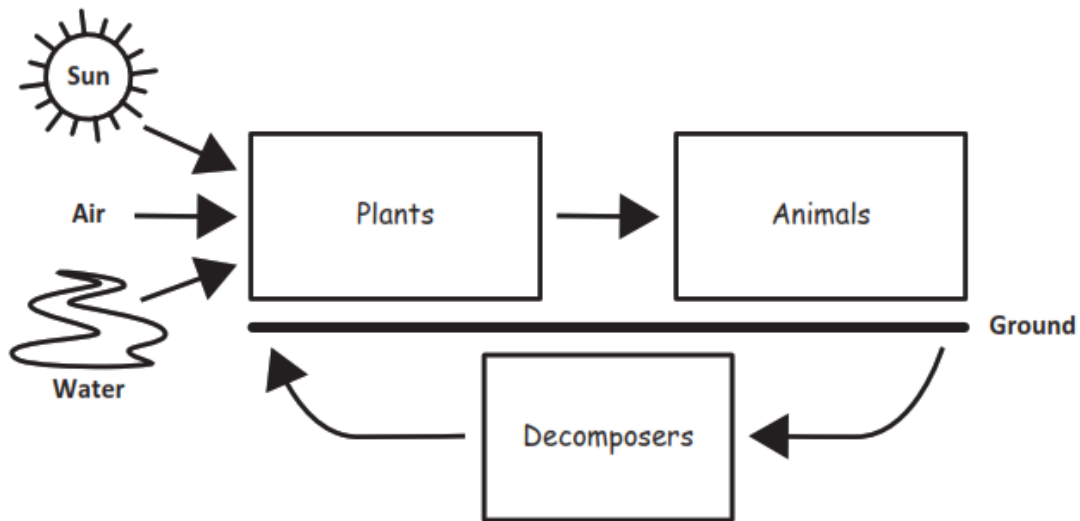 Sun
Air
Plants
Animals
Ground
Water
Decomposers